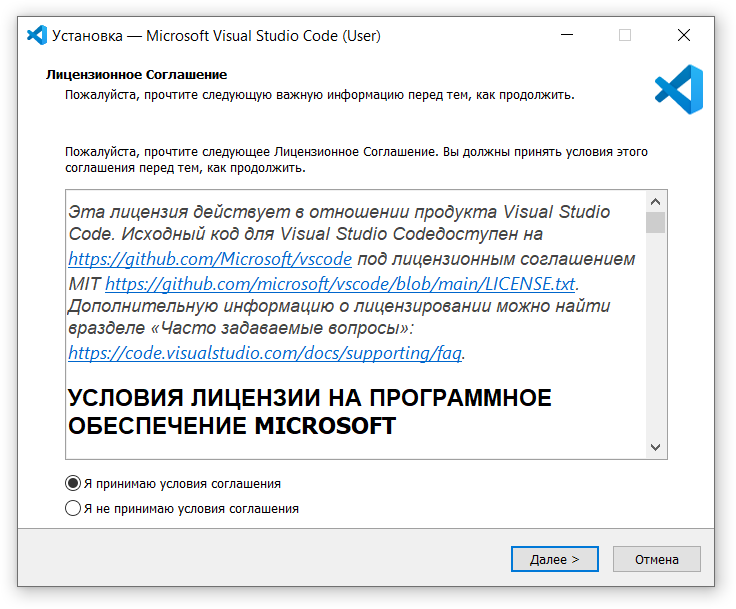 Установка — Microsoft Visual Studio Code (User)
Лицензионное Соглашение
Пожалуйста, прочтите следующую важную информацию перед тем, как продолжить.
Пожалуйста, прочтите следующее Лицензионное Соглашение. Вы должны принять условия этого
соглашения перед тем, как продолжить.
Эта лицензия действует в отношении продукта Visual Studio
Code. Исходный код для Visual Studio Codeдоступен на
https://github.com/Microsoft/vscode под лицензионным соглашением
MIT https://github.com/microsoft/vscode/blob/main/LICENSE.txt.
Дополнительную информацию о лицензировании можно найти
вразделе «Часто задаваемые вопросы»:
https://code.visualstudio.com/docs/supporting/faq.
УСЛОВИЯ ЛИЦЕНЗИИ НА ПРОГРАММНОЕ
ОБЕСПЕЧЕНИЕ MICROSOFT
Я принимаю условия соглашения
Я не принимаю условия соглашения
Далее >
Отмена